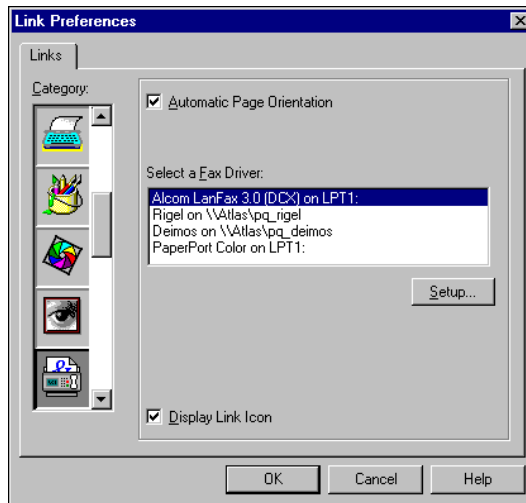 Link Preferences
Links
Category:
Automatic Page Orientation
Select a Fax Driver:
Alcom LanFax 3.0 (DCX) on LPT1:
Rigel on \\Atlas\pq_rigel
Deimos on \\Atlas\pq_deimos
PaperPort Color on LPT1:
Setup...
Display Link Icon
OK Cancel Help